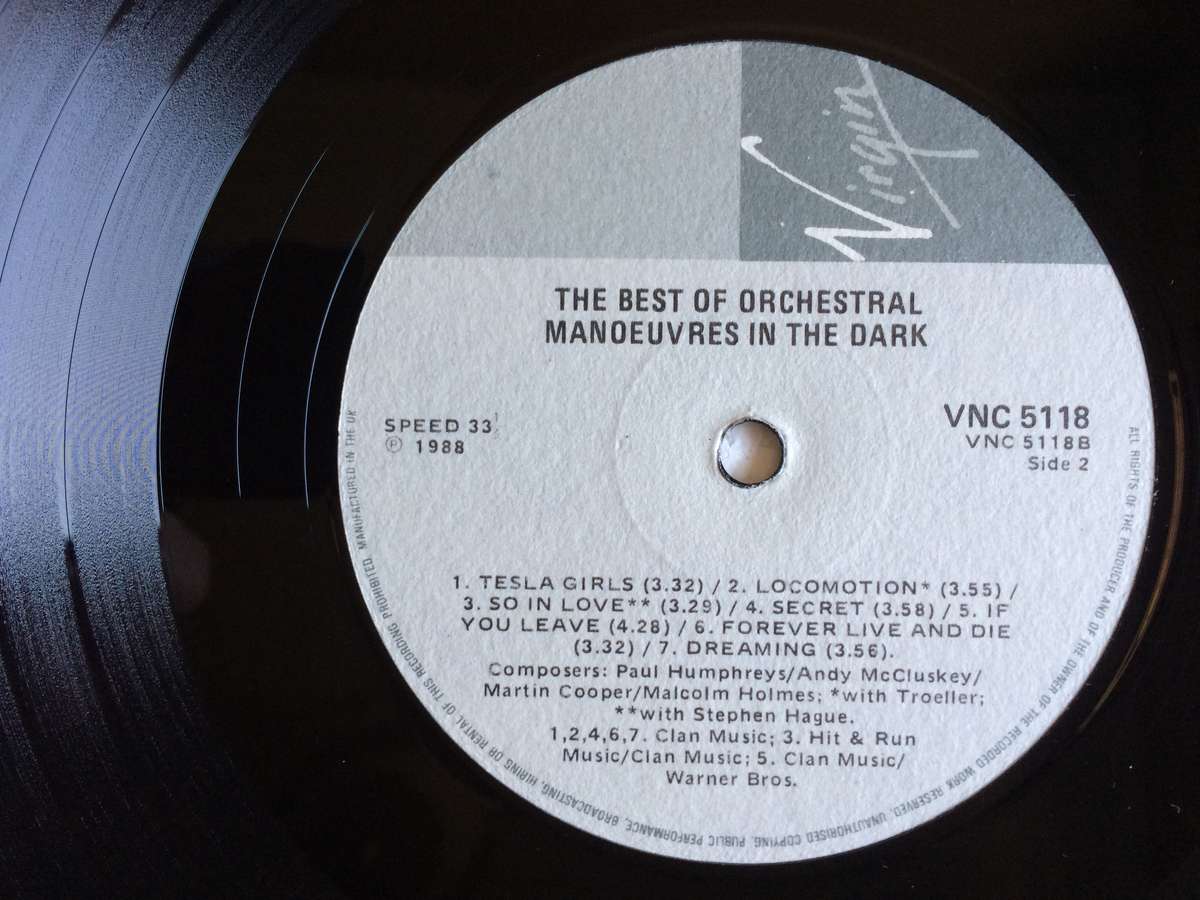 Virgin
THE BEST OF ORCHESTRAL
MANOEUVRES IN THE DARK
SPEED 33⅓
Ⓟ 1988
VNC 5118
VNC 5118B
Side 2
1. TESLA GIRLS (3.32) / 2. LOCOMOTION* (3.55) /
3. SO IN LOVE** (3.29) / 4. SECRET (3.58) / 5. IF
YOU LEAVE (4.28) / 6. FOREVER LIVE AND DIE
(3.32) / 7. DREAMING (3.56).
Composers: Paul Humphreys/Andy McCluskey/
Martin Cooper/Malcolm Holmes; *with Troeller;
**with Stephen Hague.
1,2,4,6,7. Clan Music; 3. Hit & Run
Music/Clan Music; 5. Clan Music/
Warner Bros.
ALL RIGHTS OF THE PRODUCER AND OF THE OWNER OF THE RECORDED WORK RESERVED. UNAUTHORISED COPYING, PUBLIC PERFORMANCE, BROADCASTING, HIRING OR RENTAL OF THIS RECORDING PROHIBITED. MANUFACTURED IN THE UK